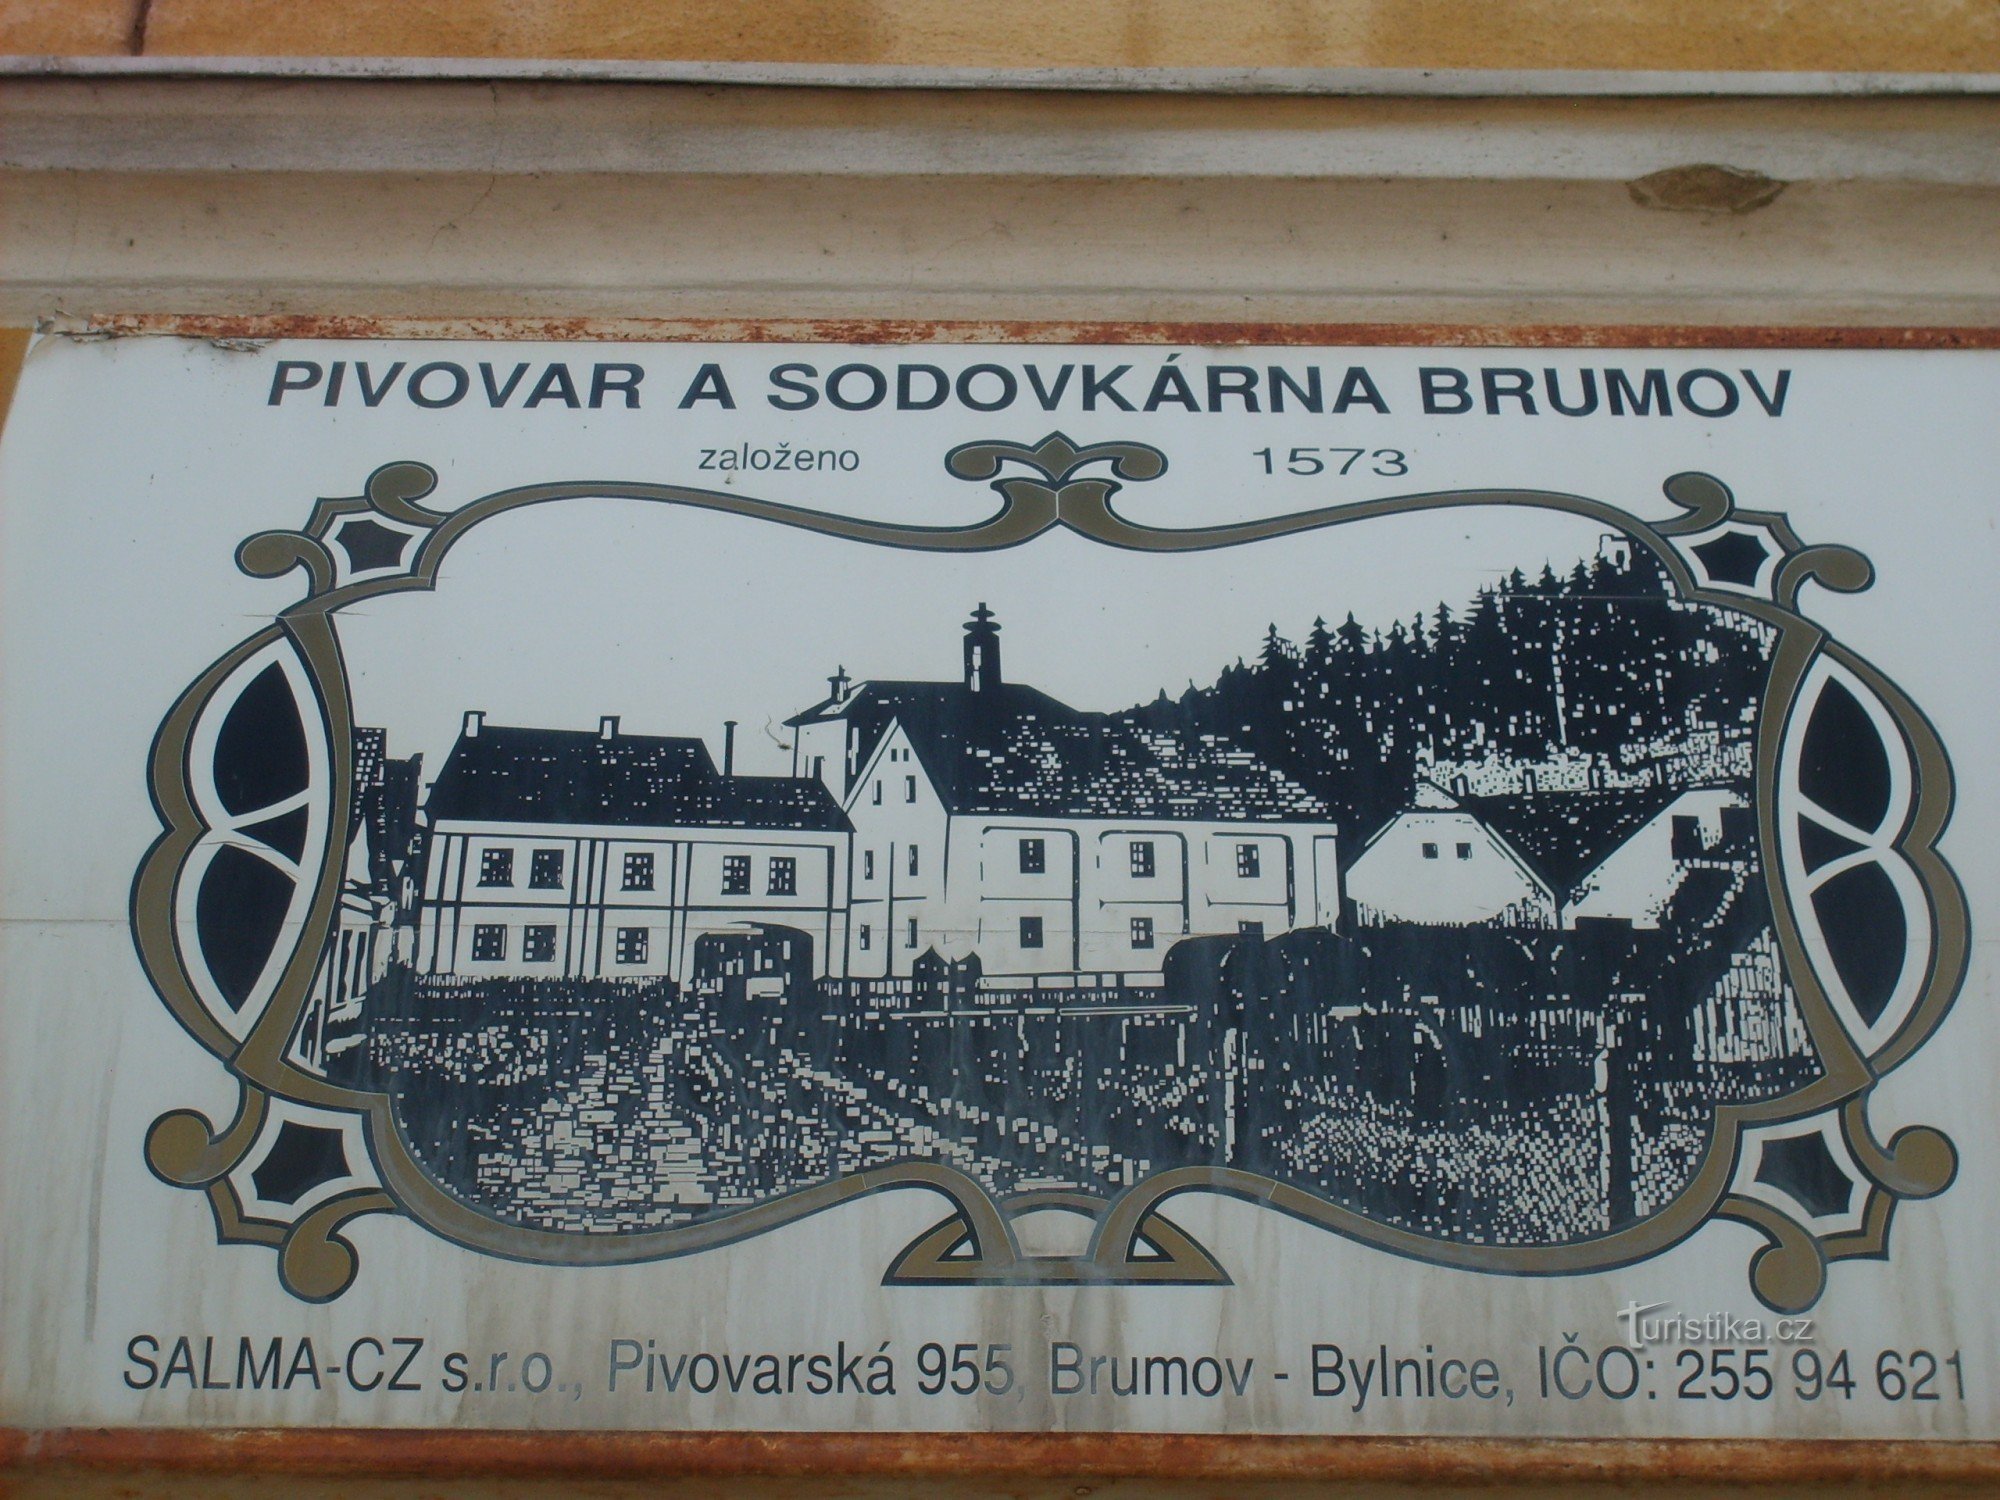 PIVOVAR A SODOVKÁRNA BRUMOV
založeno 1573
SALMA-CZ s.r.o., Pivovarská 955, Brumov - Bylnice, IČO: 255 94 621
Turistika.cz